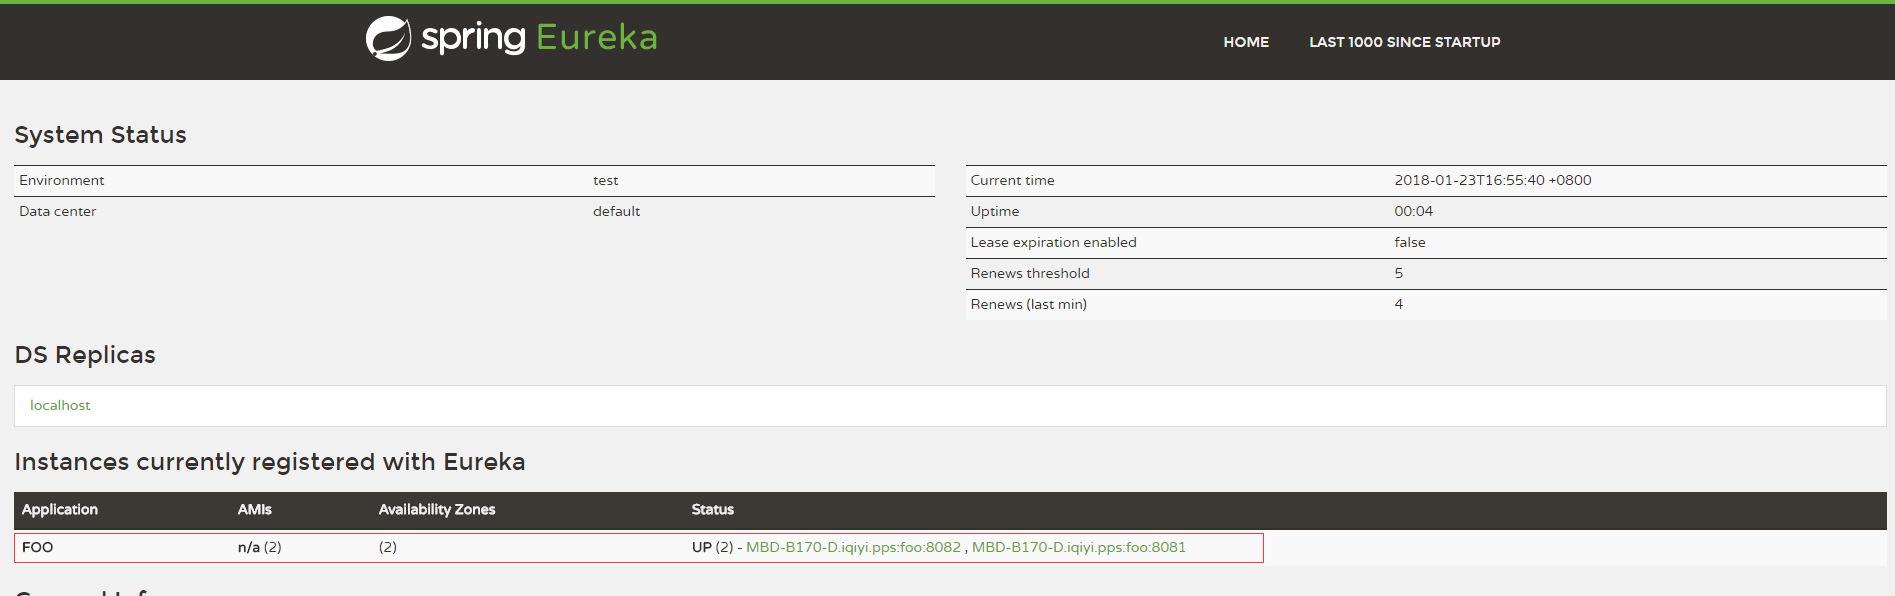 spring Eureka
HOME LAST 1000 SINCE STARTUP
System Status
Environment test
Data center default
Current time 2018-01-23T16:55:40 +0800
Uptime 00:04
Lease expiration enabled false
Renews threshold 5
Renews (last min) 4
DS Replicas
localhost
Instances currently registered with Eureka
Application AMIs Availability Zones Status
FOO n/a (2) (2) UP (2) - MBD-B170-D.iqiyi.pps:foo:8082 , MBD-B170-D.iqiyi.pps:foo:8081